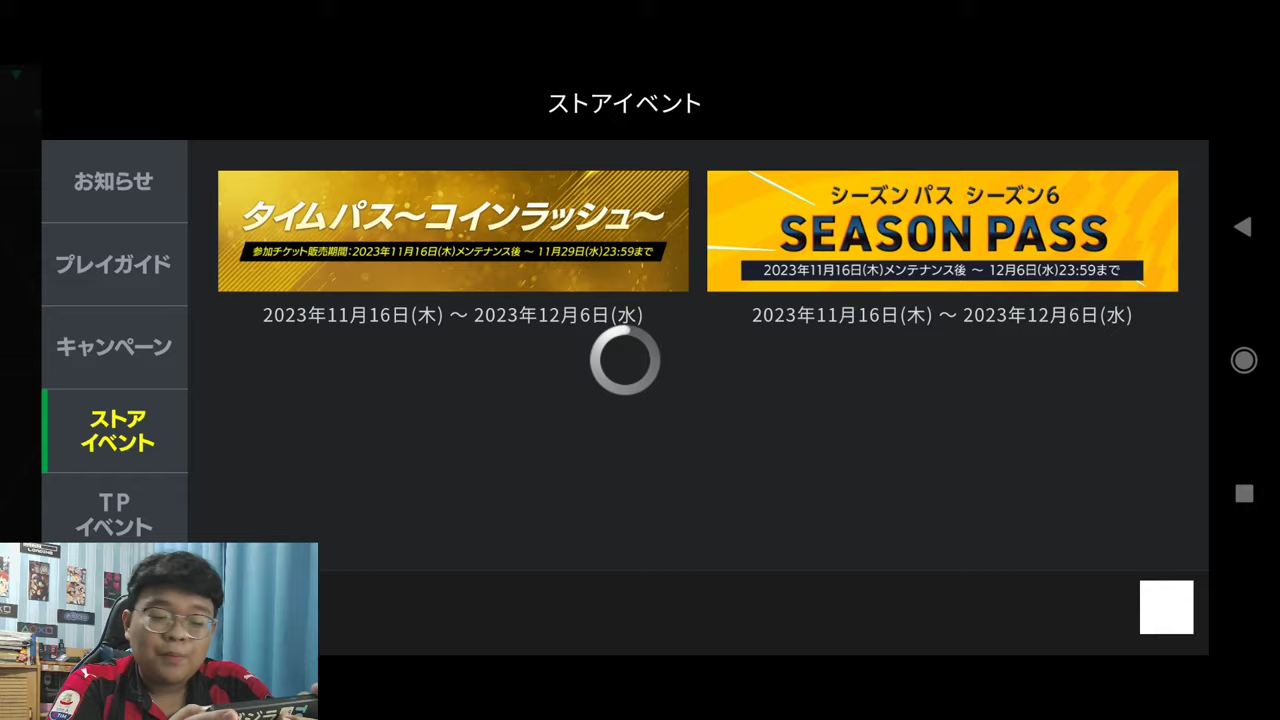 ストアイベント
お知らせ
プレイガイド
キャンペーン
ストア
イベント
TP
イベント
タイムパス～コインラッシュ～
参加チケット販売期間：2023年11月16日(木)メンテナンス後 ～ 11月29日(水)23:59まで
2023年11月16日(木) ～ 2023年12月6日(水)
シーズンパス シーズン6
SEASON PASS
2023年11月16日(木)メンテナンス後 ～ 12月6日(水)23:59まで
2023年11月16日(木) ～ 2023年12月6日(水)
TIM